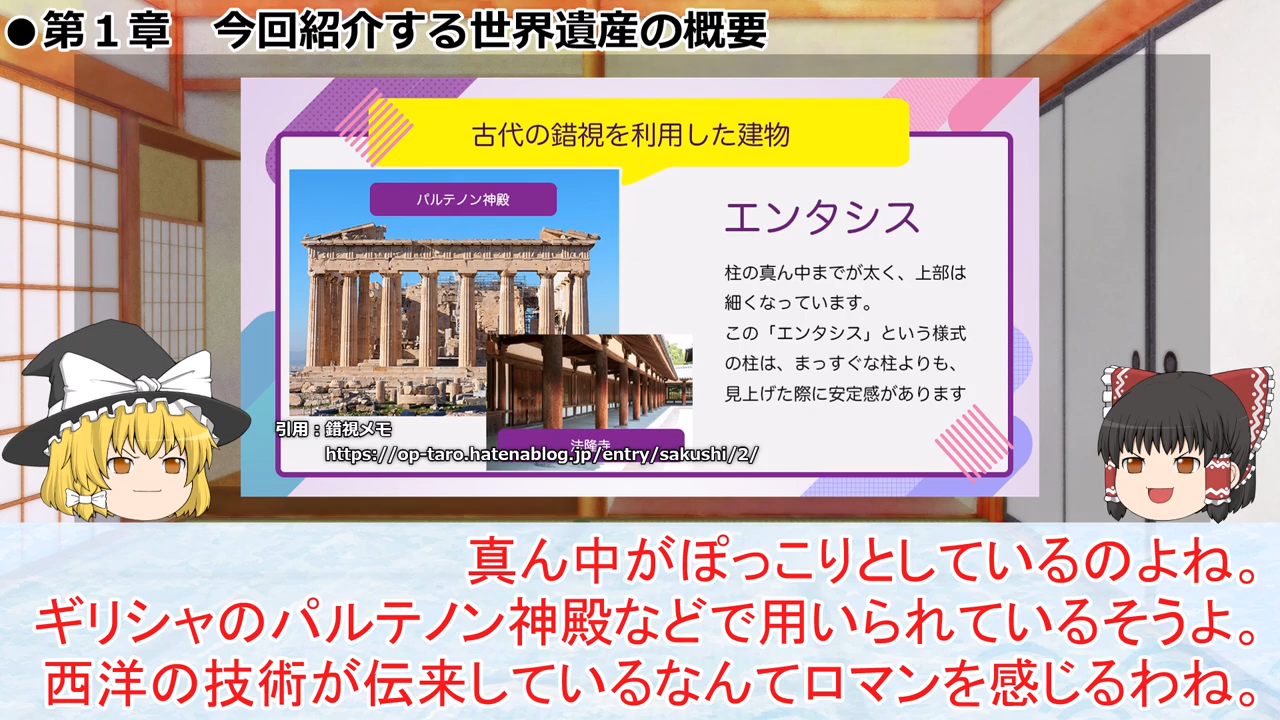 ●第１章　今回紹介する世界遺産の概要
古代の錯視を利用した建物
パルテノン神殿
エンタシス
柱の真ん中までが太く、上部は
細くなっています。
この「エンタシス」という様式
の柱は、まっすぐな柱よりも、
見上げた際に安定感があります
法隆寺
引用：錯視メモ
https://op-taro.hatenablog.jp/entry/sakushi/2/
真ん中がぽっこりとしているのよね。
ギリシャのパルテノン神殿などで用いられているそうよ。
西洋の技術が伝来しているなんてロマンを感じるわね。